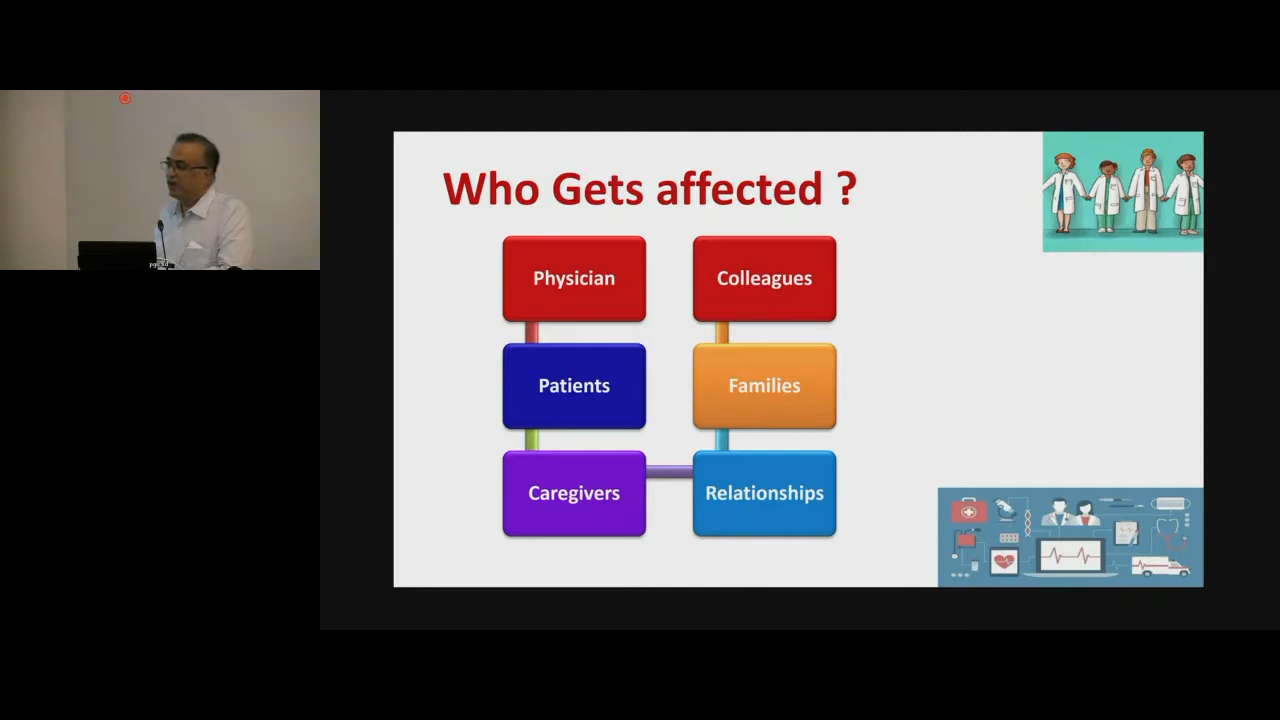 Who Gets affected ?
Physician
Patients
Caregivers
Relationships
Families
Colleagues